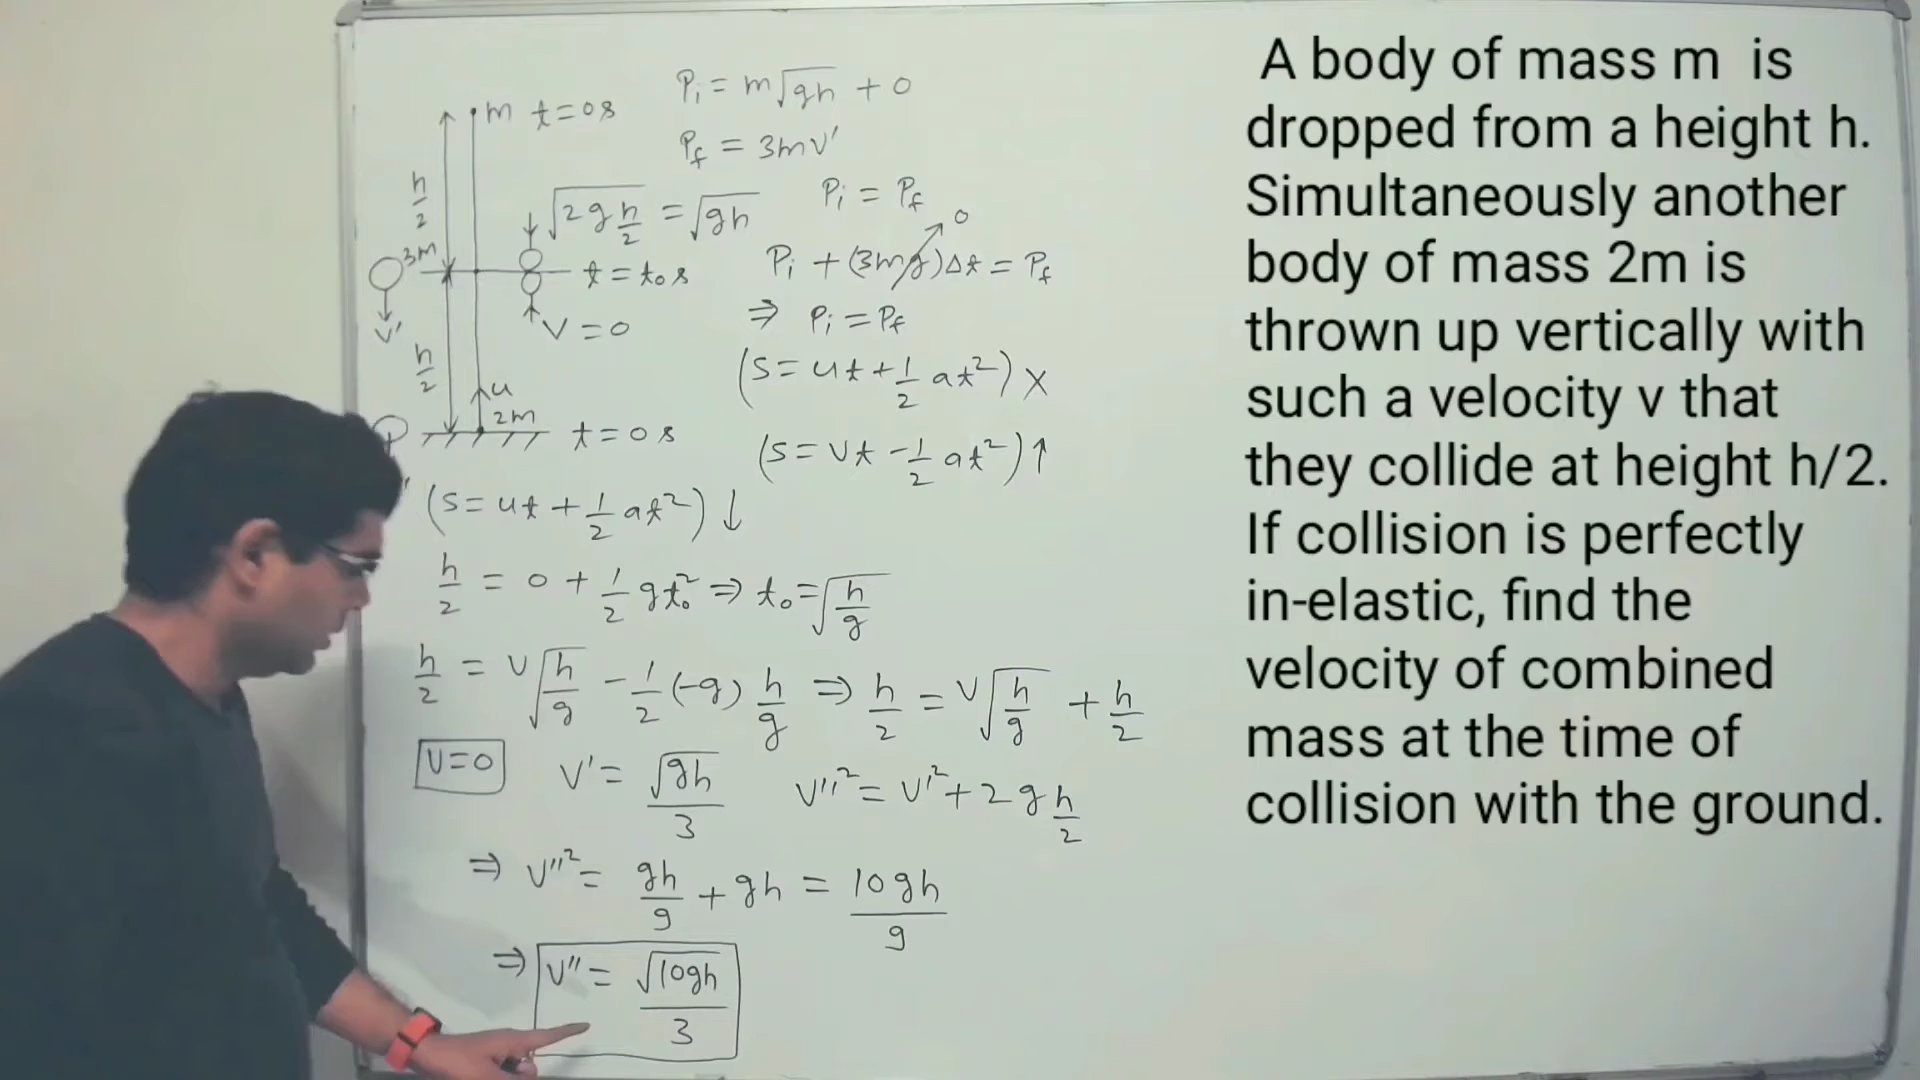 P_i = m√gh + 0
P_f = 3mv'
m t=0s
h/2
√2g h/2 = √gh
P_i = P_f
3m
t = t₀s
P_i + (3mg)Δt = P_f
0
v'
V=0
⇒ P_i = P_f
h/2
(S = ut + 1/2 at²) ×
u
2m
t=0s
(S = vt - 1/2 at²) ↑
(S = ut + 1/2 at²) ↓
h/2 = 0 + 1/2 gt₀² ⇒ t₀ = √h/g
h/2 = v√h/g - 1/2 (-g) h/g ⇒ h/2 = v√h/g + h/2
V=0
v' = √gh/3
v''² = v'² + 2g h/2
⇒ v''² = gh/9 + gh = 10gh/9
⇒ v'' = √10gh/3
A body of mass m is
dropped from a height h.
Simultaneously another
body of mass 2m is
thrown up vertically with
such a velocity v that
they collide at height h/2.
If collision is perfectly
in-elastic, find the
velocity of combined
mass at the time of
collision with the ground.